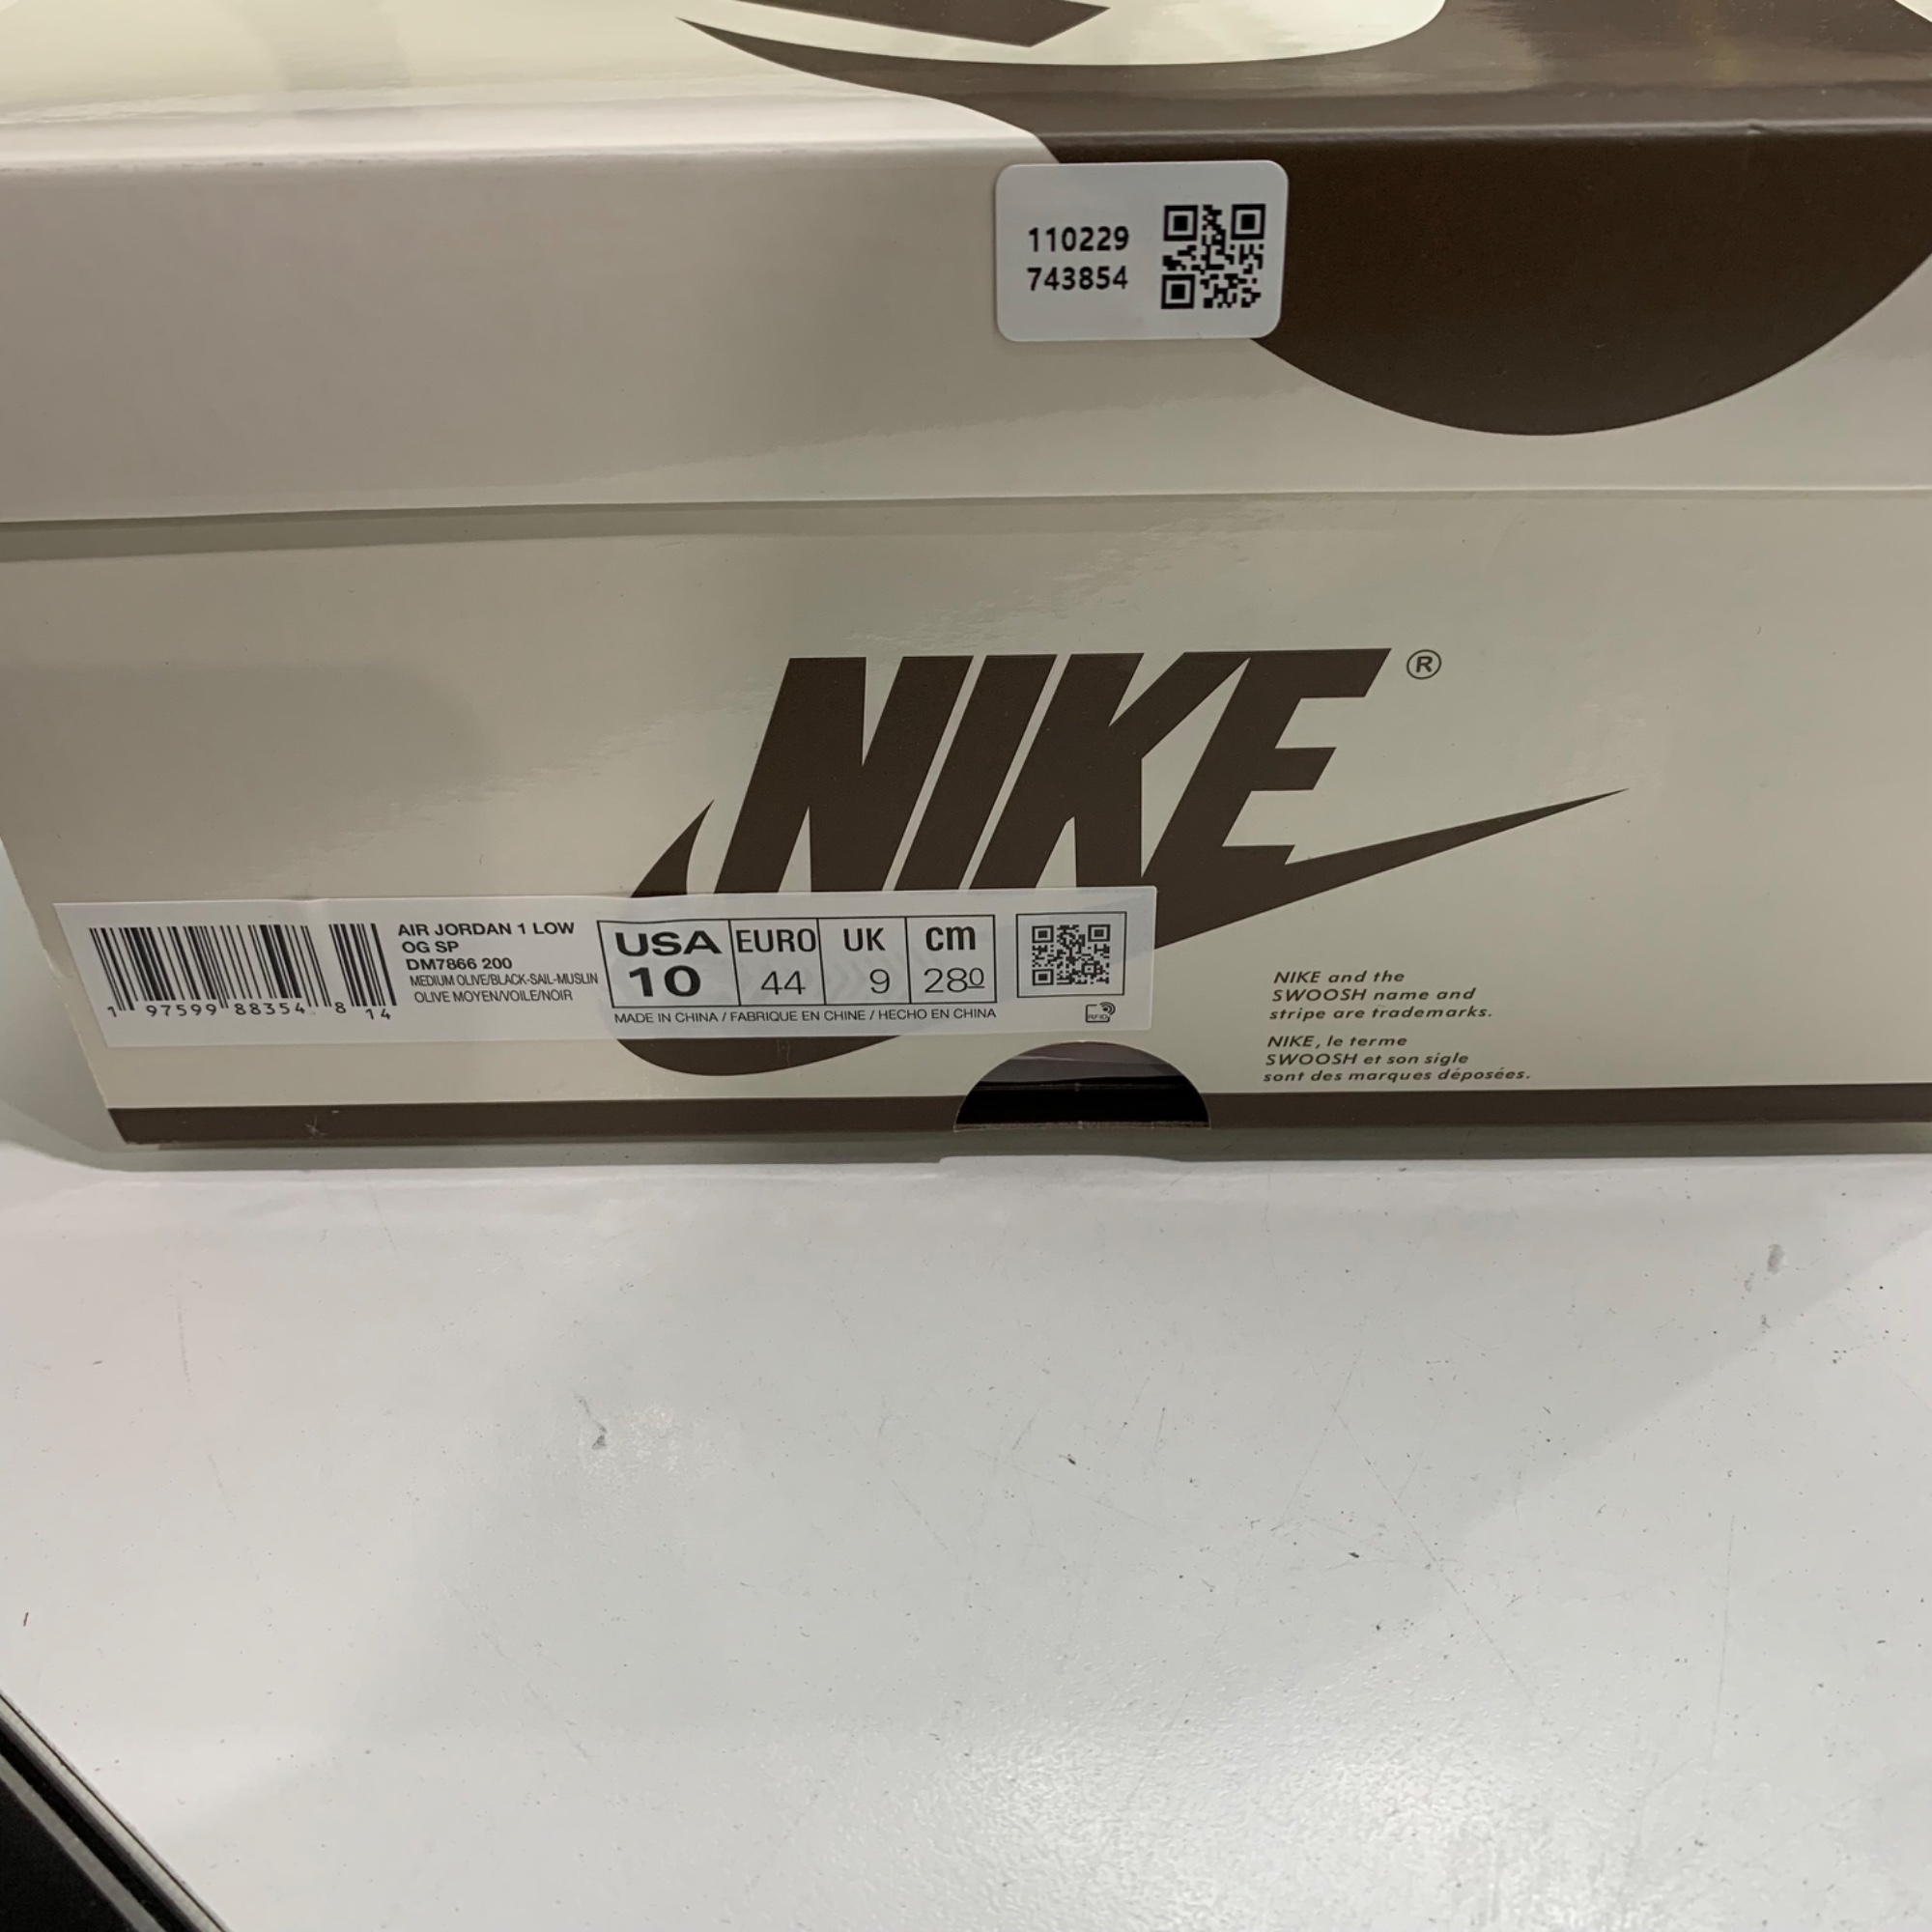 110229
743854
NIKE®
AIR JORDAN 1 LOW
OG SP
DM7866 200
MEDIUM OLIVE/BLACK-SAIL-MUSLIN
OLIVE MOYEN/VOILE/NOIR
1 97599 88354 8 14
USA EURO UK cm
10 44 9 280
MADE IN CHINA / FABRIQUE EN CHINE / HECHO EN CHINA
RFID
NIKE and the
SWOOSH name and
stripe are trademarks.
NIKE, le terme
SWOOSH et son sigle
sont des marques déposées.